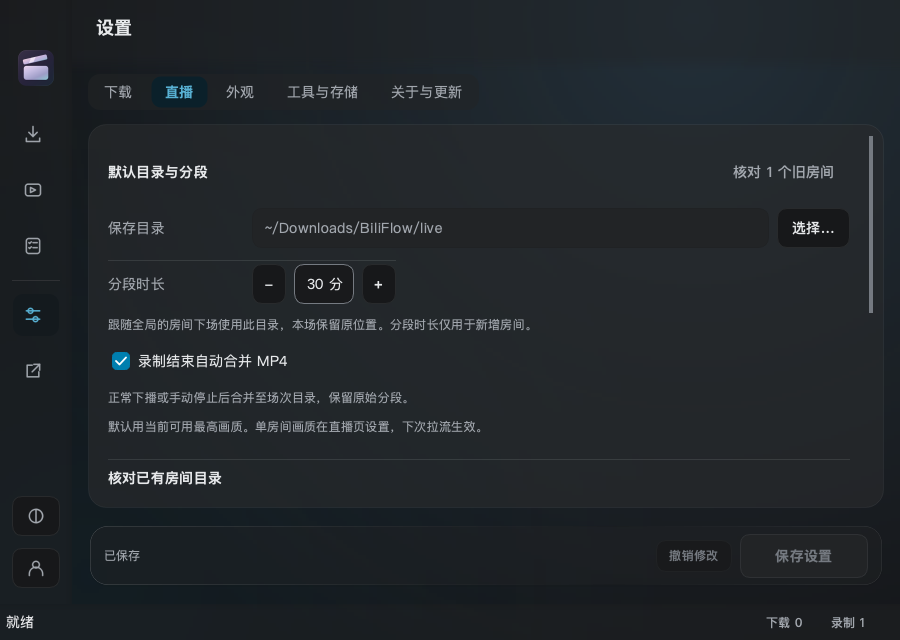 设置
下载 直播 外观 工具与存储 关于与更新
默认目录与分段 核对 1 个旧房间
保存目录 ~/Downloads/BiliFlow/live 选择...
分段时长 − 30 分 +
跟随全局的房间下场使用此目录，本场保留原位置。分段时长仅用于新增房间。
录制结束自动合并 MP4
正常下播或手动停止后合并至场次目录，保留原始分段。
默认用当前可用最高画质。单房间画质在直播页设置，下次拉流生效。
核对已有房间目录
已保存 撤销修改 保存设置
就绪 下载 0 录制 1